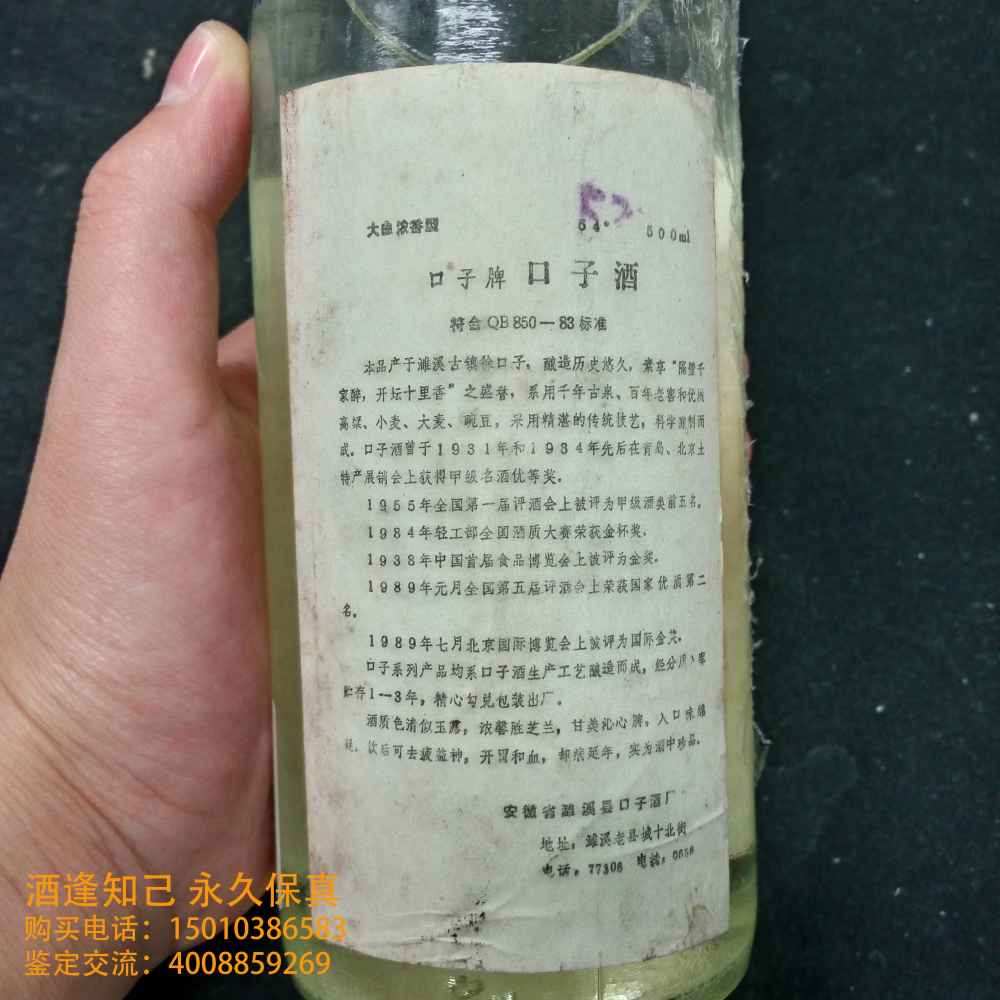 52
大曲浓香型 54° 500ml
口子牌 口子酒
符合QB850—83标准
本品产于濉溪古镇徐口子，酿造历史悠久，素享“隔壁千
家醉，开坛十里香”之盛誉，系用千年古泉、百年老窖和优质
高粱、小麦、大麦、豌豆，采用精湛的传统技艺，科学酿制而
成。口子酒曾于1931年和1934年先后在青岛、北京土
特产展销会上获得甲级名酒优等奖。
1955年全国第一届评酒会上被评为甲级酒类前五名。
1984年轻工部全国酒质大赛荣获金杯奖。
1938年中国首届食品博览会上被评为金奖。
1989年元月全国第五届评酒会上荣获国家优质第二
名。
1989年七月北京国际博览会上被评为国际金奖。
口子系列产品均系口子酒生产工艺酿造而成，经分
贮存1—3年，精心勾兑包装出厂。
酒质色清似玉露，浓馨胜芝兰，甘美沁心脾，入口味绵
饮后可去疲益神，开胃和血，却疾延年，实为酒中珍品。
安徽省濉溪县口子酒厂
地址：濉溪老县城十北街
电话：77306 电挂：0656
酒逢知己 永久保真
购买电话：15010386583
鉴定交流：4008859269